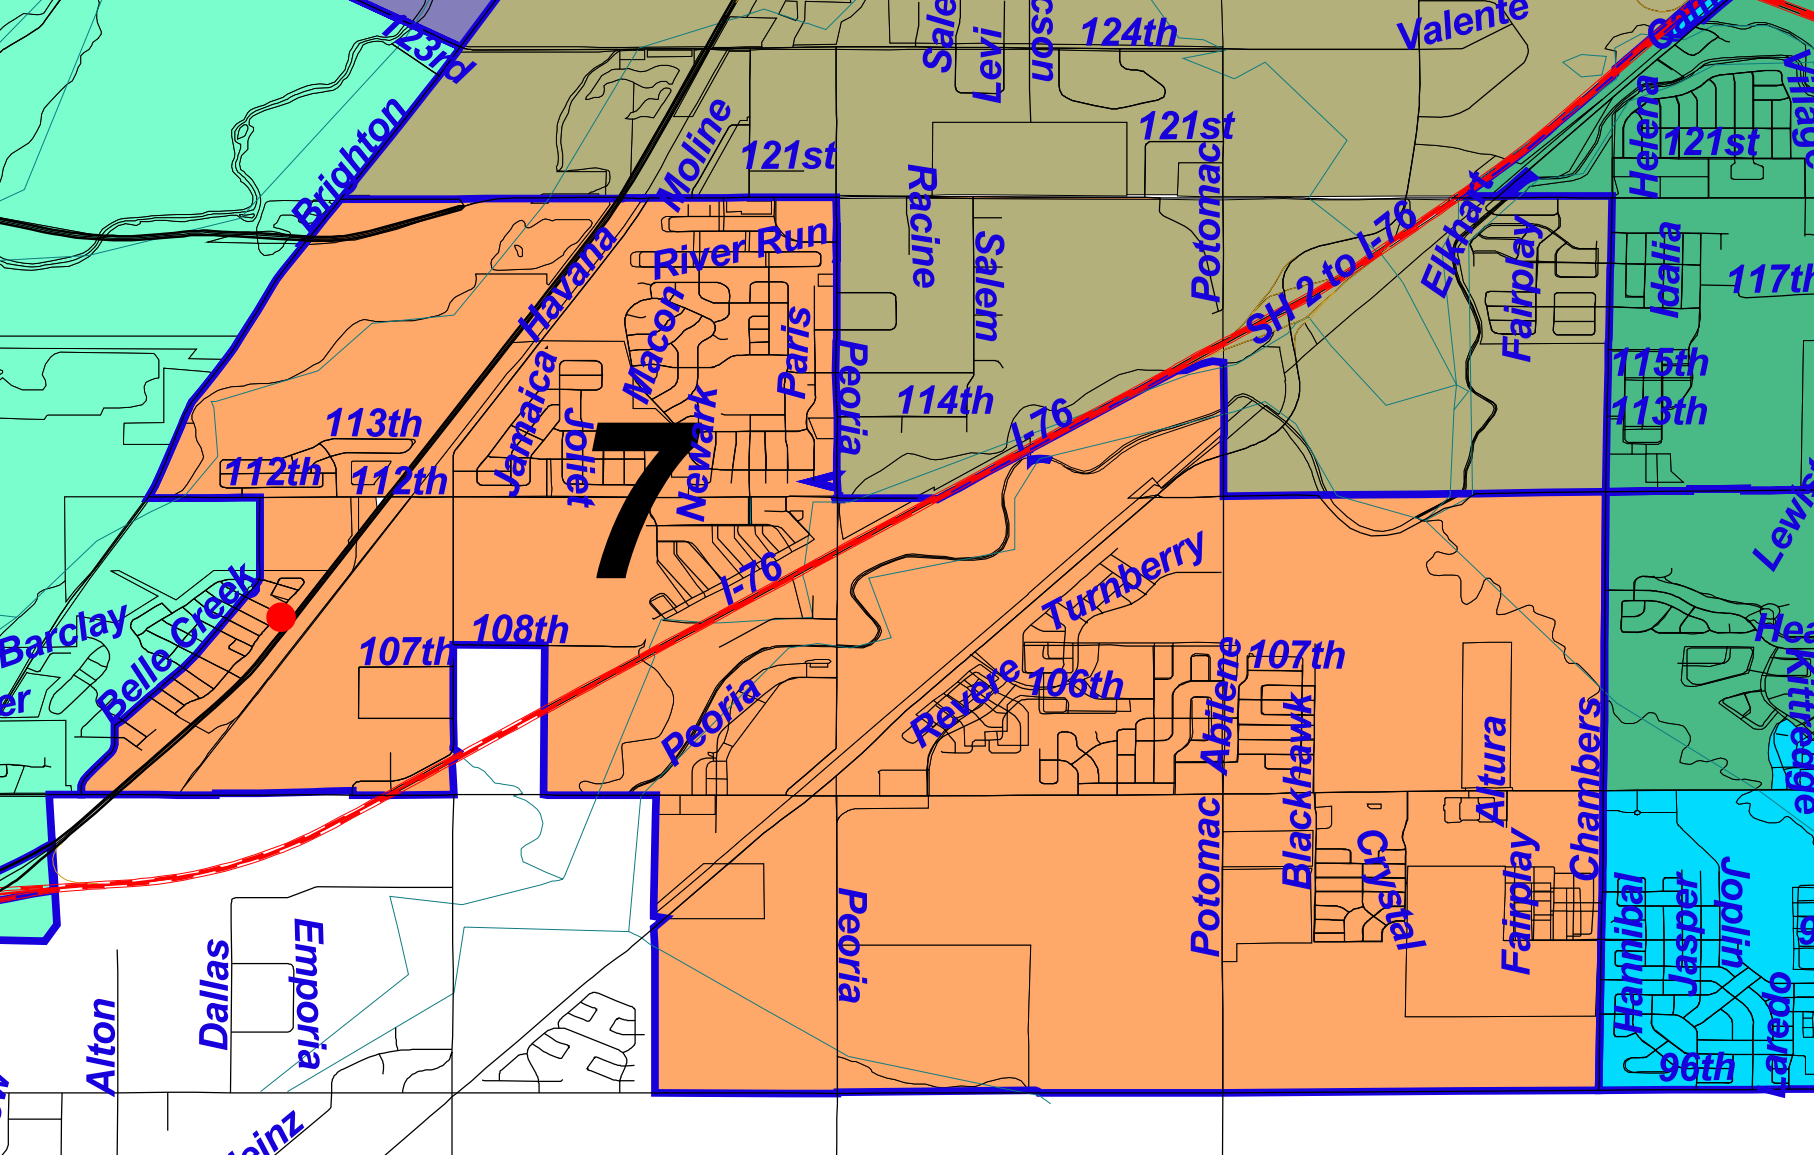 123rd
Levi
124th
Valente
Brighton
Moline
121st
121st
Potomac
Helena
121st
Racine
Salem
River Run
Havana
SH 2 to I-76
Elkhart
Fairplay
Idalia
117th
Macon
Paris
Peoria
Jamaica
Joliet
Newark
113th
112th
112th
7
114th
I-76
115th
113th
I-76
Turnberry
Barclay
Belle Creek
107th
108th
Peoria
Revere
106th
Abilene
107th
Blackhawk
Altura
Chambers
Kittredge
Potomac
Crystal
Fairplay
Peoria
Hannibal
Jasper
Joplin
96th
Alton
Dallas
Emporia